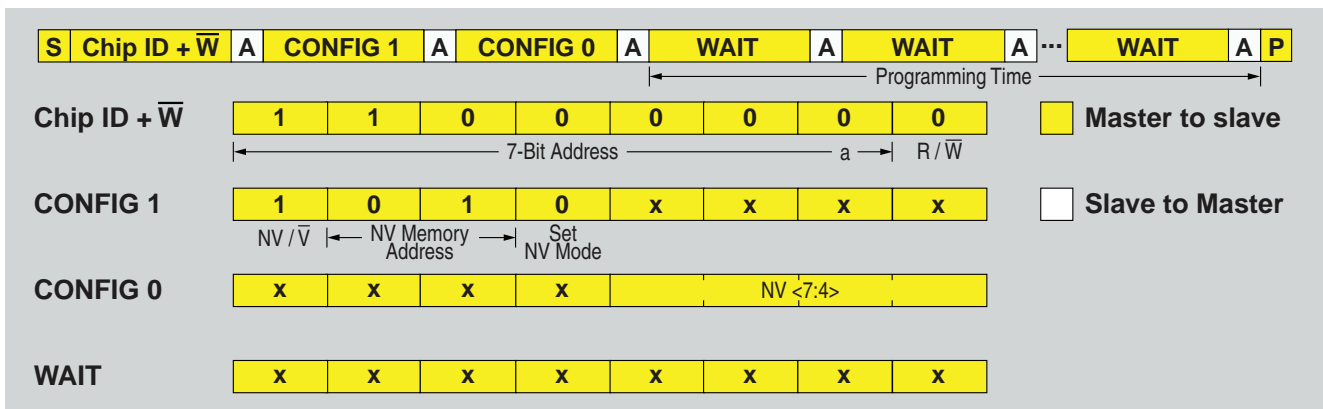 S Chip ID + W̅ A CONFIG 1 A CONFIG 0 A WAIT A WAIT A ... WAIT A P
Programming Time
Chip ID + W̅ 1 1 0 0 0 0 0 0 Master to slave
7-Bit Address a R / W̅
CONFIG 1 1 0 1 0 x x x x Slave to Master
NV / V̅ NV Memory Address Set NV Mode
CONFIG 0 x x x x NV <7:4>
WAIT x x x x x x x x